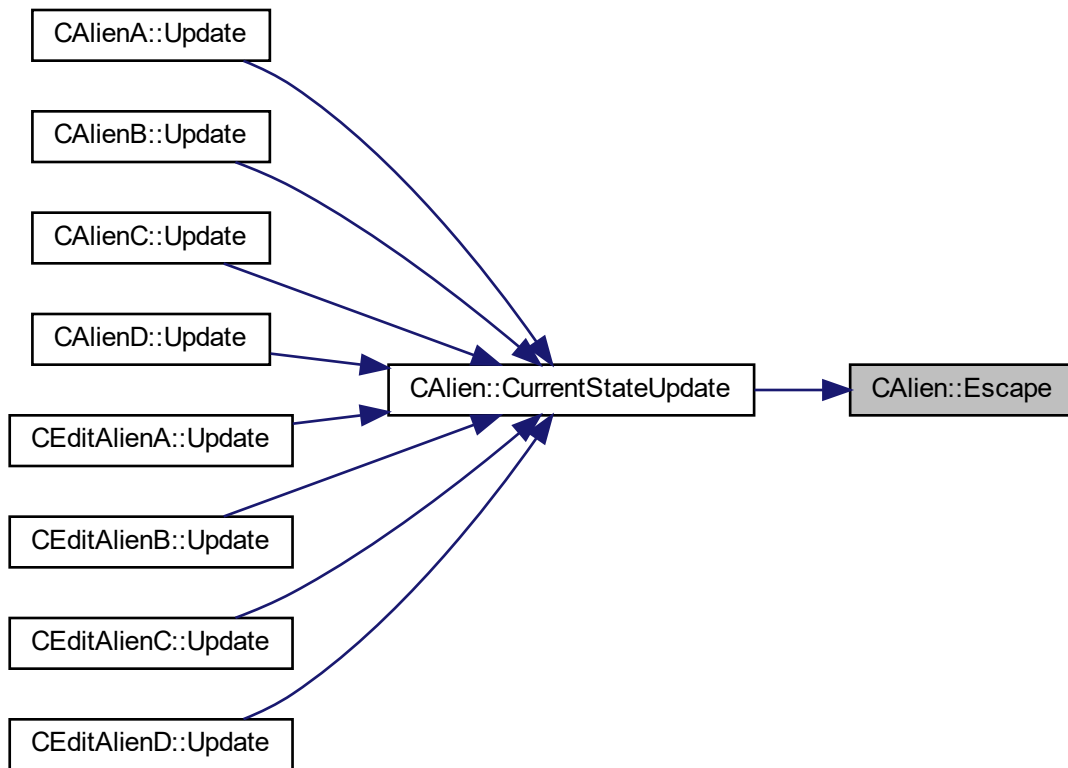 CAlienA::Update
CAlienB::Update
CAlienC::Update
CAlienD::Update
CAlien::CurrentStateUpdate
CAlien::Escape
CEditAlienA::Update
CEditAlienB::Update
CEditAlienC::Update
CEditAlienD::Update